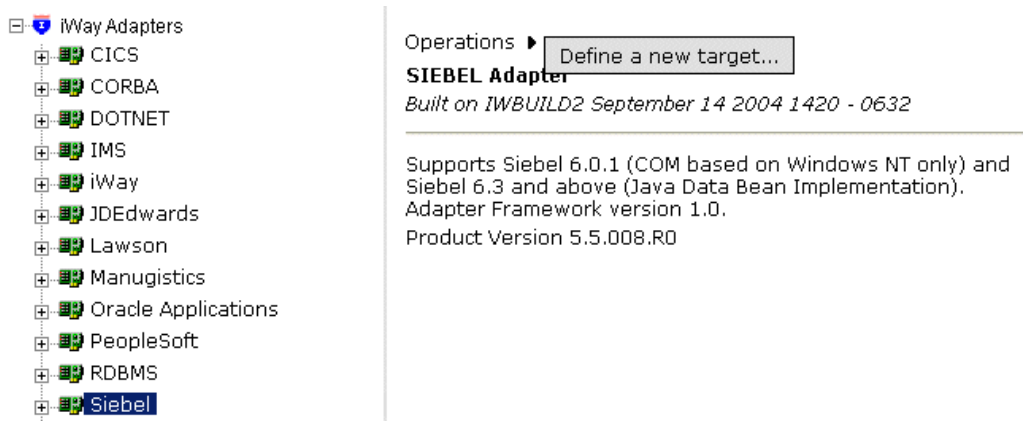 iWay Adapters
CICS
CORBA
DOTNET
IMS
iWay
JDEdwards
Lawson
Manugistics
Oracle Applications
PeopleSoft
RDBMS
Siebel
Operations
Define a new target...
SIEBEL Adapter
Built on IWBUILD2 September 14 2004 1420 - 0632
Supports Siebel 6.0.1 (COM based on Windows NT only) and
Siebel 6.3 and above (Java Data Bean Implementation).
Adapter Framework version 1.0.
Product Version 5.5.008.R0